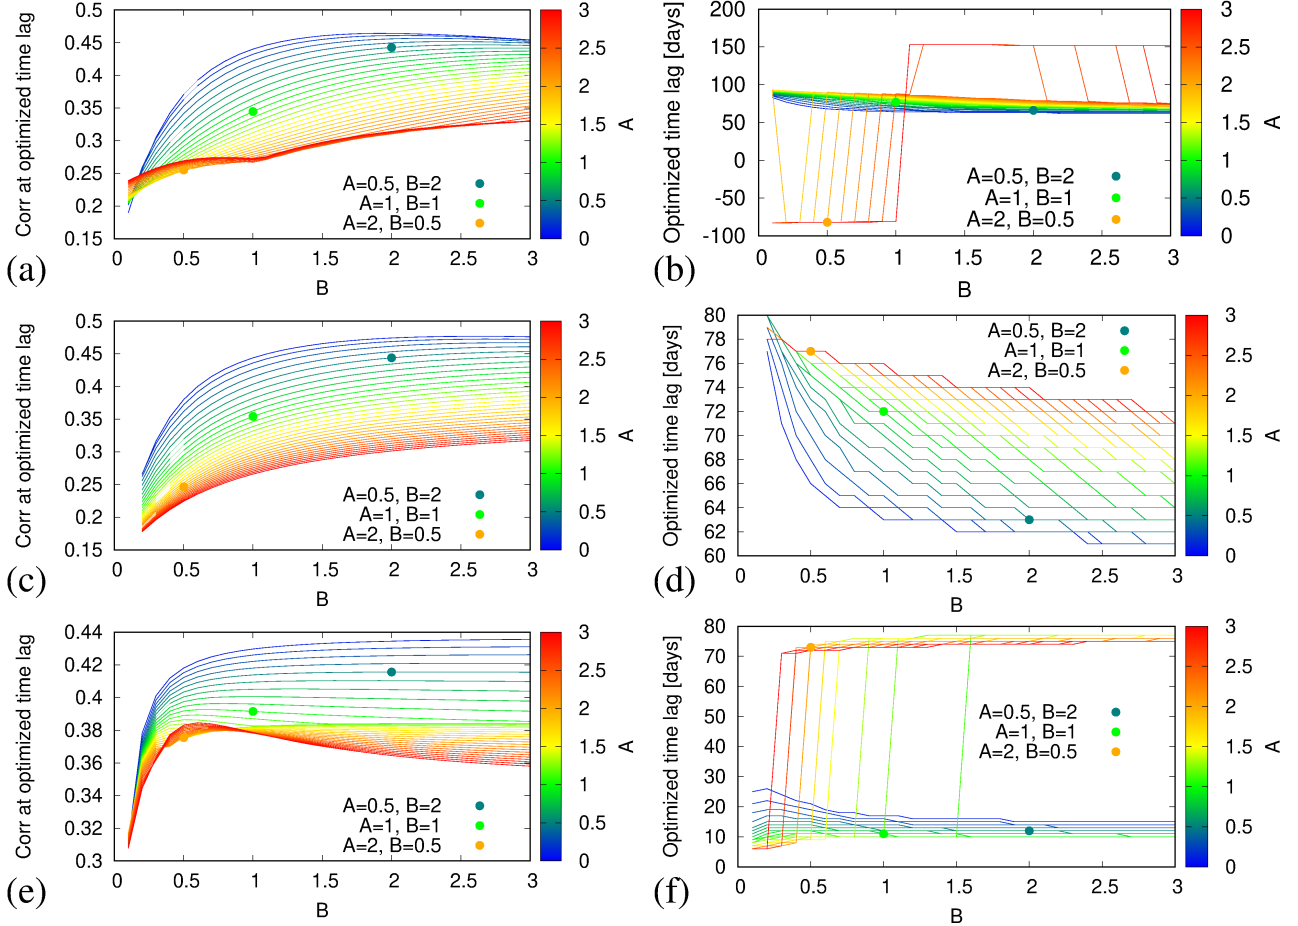 Corr at optimized time lag
0.5
0.45
0.4
0.35
0.3
0.25
0.2
0.15
0 0.5 1 1.5 2 2.5 3
B
A=0.5, B=2
A=1, B=1
A=2, B=0.5
3
2.5
2
1.5
1
0.5
0
A
(a)
Optimized time lag [days]
200
150
100
50
0
-50
-100
0 0.5 1 1.5 2 2.5 3
B
A=0.5, B=2
A=1, B=1
A=2, B=0.5
3
2.5
2
1.5
1
0.5
0
A
(b)
Corr at optimized time lag
0.5
0.45
0.4
0.35
0.3
0.25
0.2
0.15
0 0.5 1 1.5 2 2.5 3
B
A=0.5, B=2
A=1, B=1
A=2, B=0.5
3
2.5
2
1.5
1
0.5
0
A
(c)
Optimized time lag [days]
80
78
76
74
72
70
68
66
64
62
60
0 0.5 1 1.5 2 2.5 3
B
A=0.5, B=2
A=1, B=1
A=2, B=0.5
3
2.5
2
1.5
1
0.5
0
A
(d)
Corr at optimized time lag
0.44
0.42
0.4
0.38
0.36
0.34
0.32
0.3
0 0.5 1 1.5 2 2.5 3
B
A=0.5, B=2
A=1, B=1
A=2, B=0.5
3
2.5
2
1.5
1
0.5
0
A
(e)
Optimized time lag [days]
80
70
60
50
40
30
20
10
0
0 0.5 1 1.5 2 2.5 3
B
A=0.5, B=2
A=1, B=1
A=2, B=0.5
3
2.5
2
1.5
1
0.5
0
A
(f)